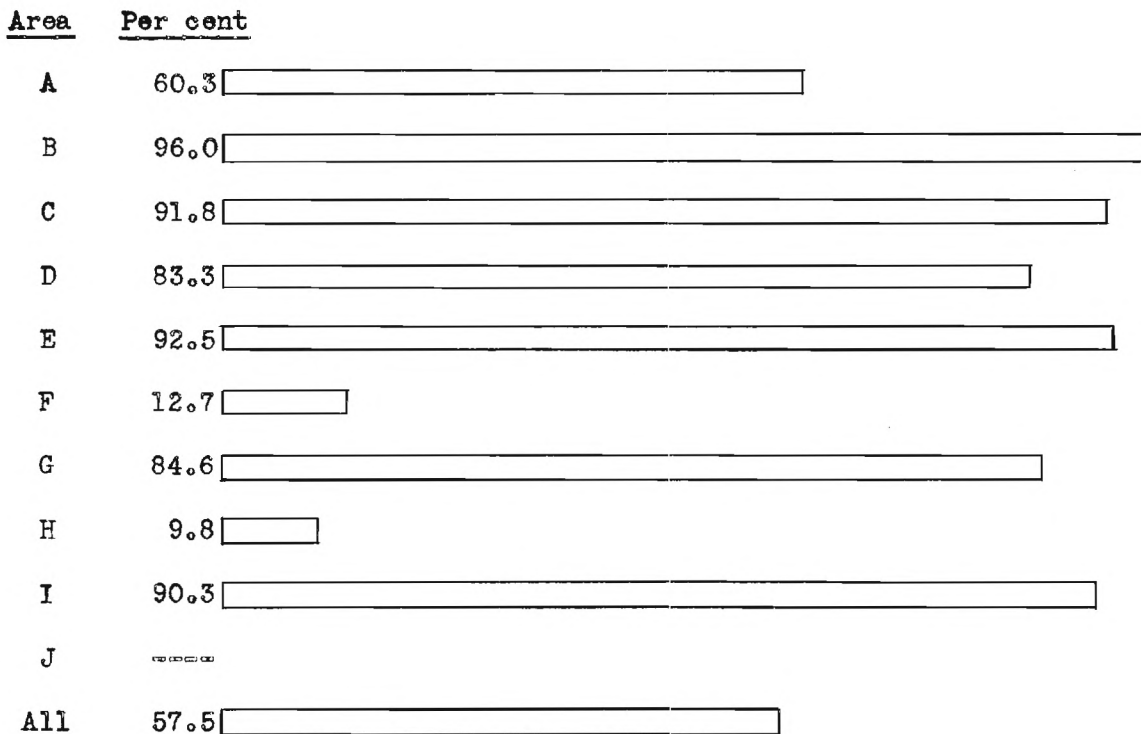 Area Per cent
A 60.3
B 96.0
C 91.8
D 83.3
E 92.5
F 12.7
G 84.6
H 9.8
I 90.3
J ----
All 57.5